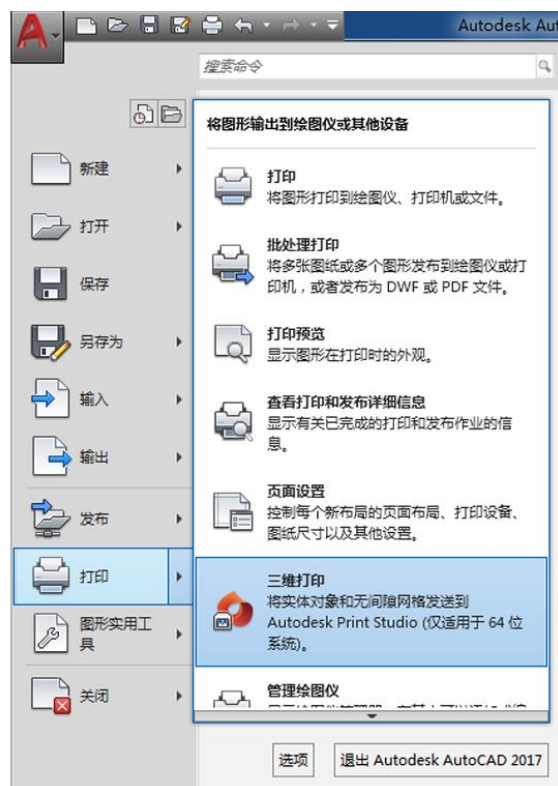 Autodesk Aut
搜索命令
将图形输出到绘图仪或其他设备
新建
打开
保存
另存为
输入
输出
发布
打印
图形实用工
具
关闭
打印
将图形打印到绘图仪、打印机或文件。
批处理打印
将多张图纸或多个图形发布到绘图仪或打
印机，或者发布为 DWF 或 PDF 文件。
打印预览
显示图形在打印时的外观。
查看打印和发布详细信息
显示有关已完成的打印和发布作业的信
息。
页面设置
控制每个新布局的页面布局、打印设备、
图纸尺寸以及其他设置。
三维打印
将实体对象和无间隙网格发送到
Autodesk Print Studio (仅适用于 64 位
系统)。
管理绘图仪
选项
退出 Autodesk AutoCAD 2017